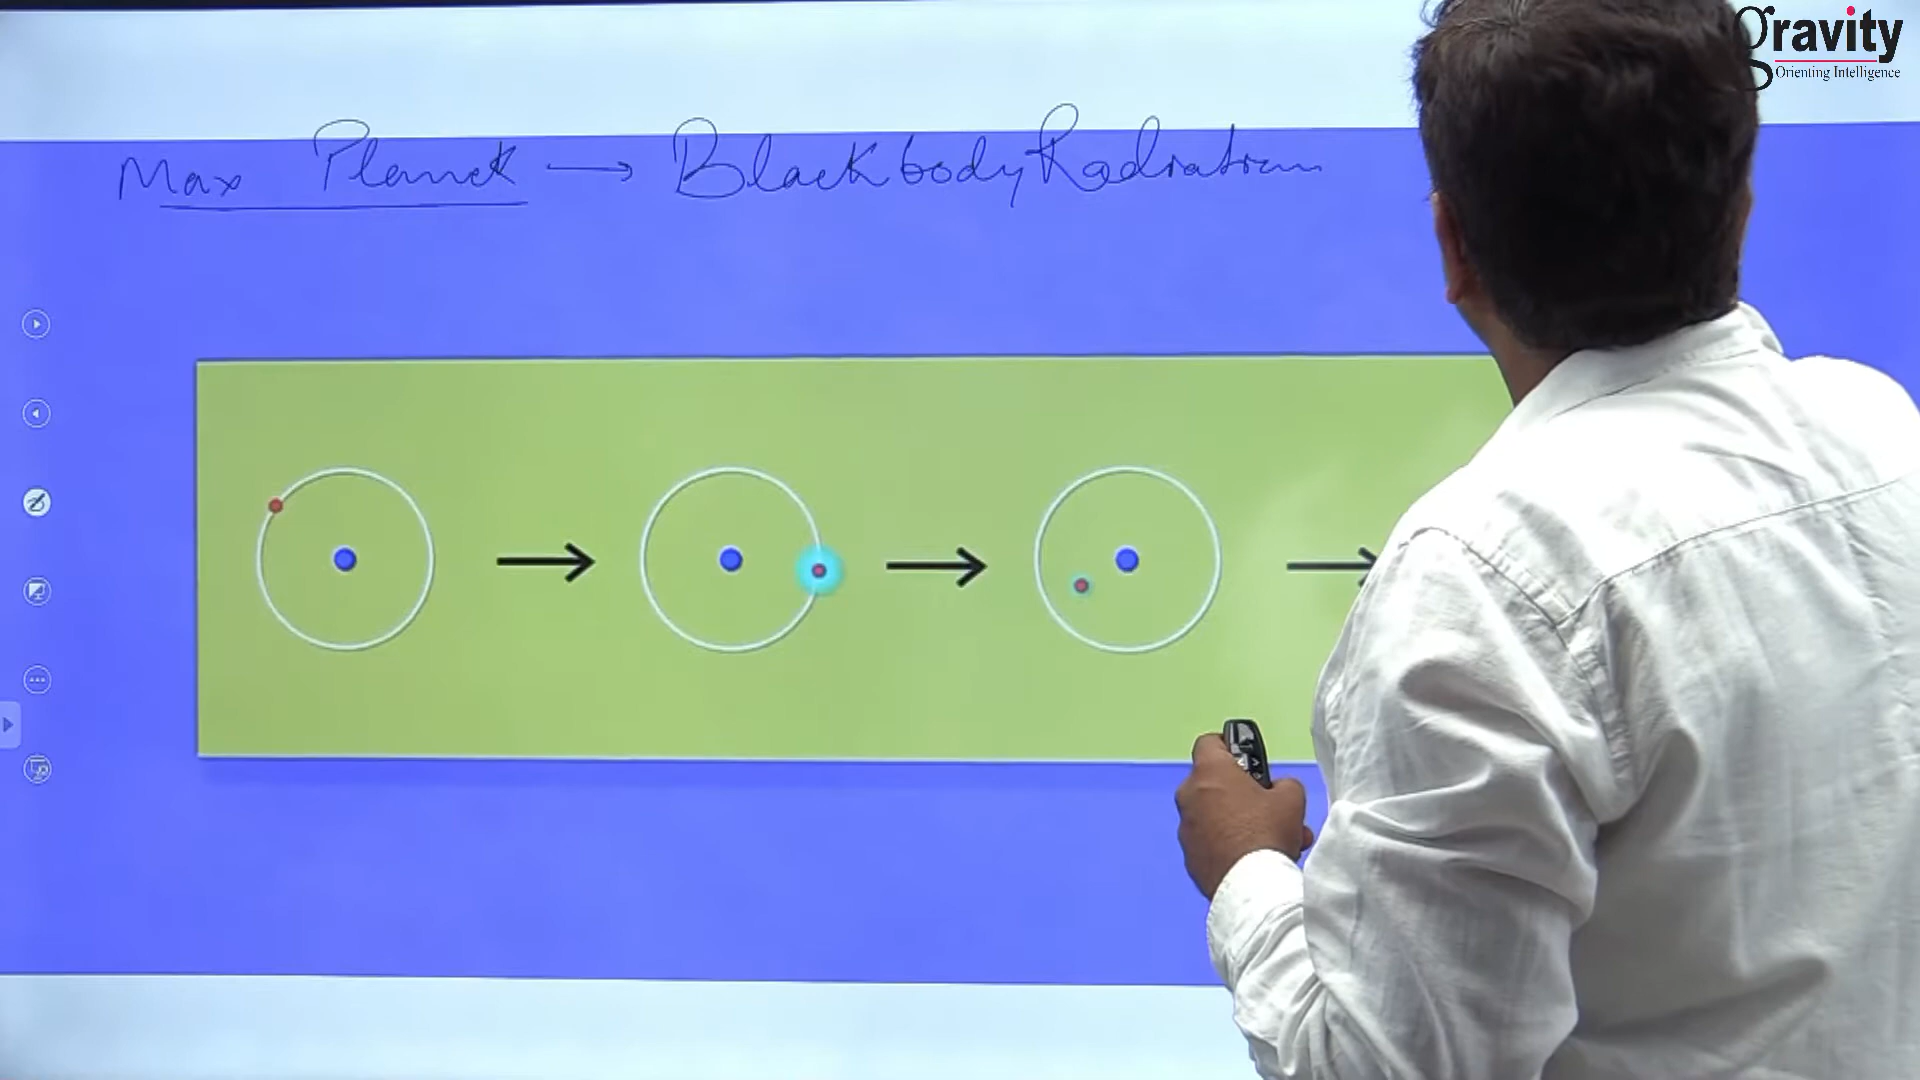 gravity
Orienting Intelligence
Max Planck → Blackbody Radiation